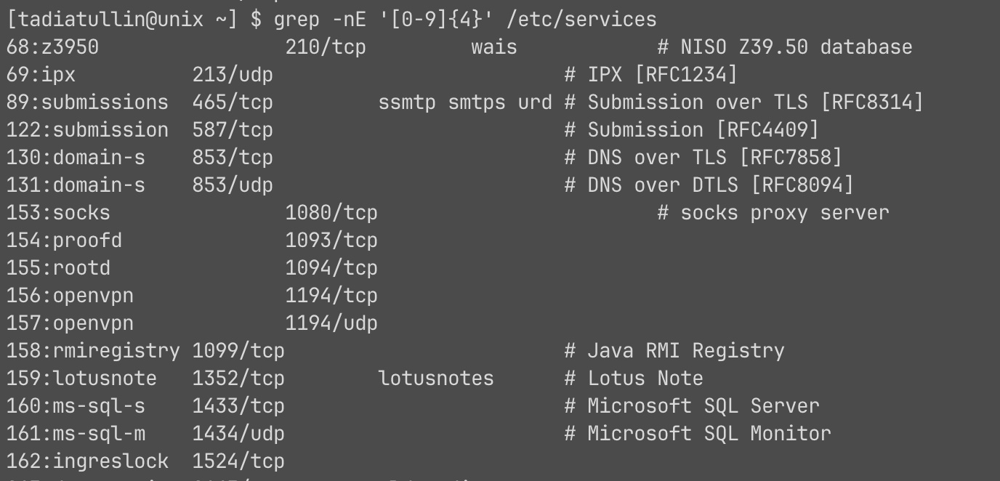 [tadiatullin@unix ~] $ grep -nE '[0-9]{4}' /etc/services
68:z3950 210/tcp wais # NISO Z39.50 database
69:ipx 213/udp # IPX [RFC1234]
89:submissions 465/tcp ssmtp smtps urd # Submission over TLS [RFC8314]
122:submission 587/tcp # Submission [RFC4409]
130:domain-s 853/tcp # DNS over TLS [RFC7858]
131:domain-s 853/udp # DNS over DTLS [RFC8094]
153:socks 1080/tcp # socks proxy server
154:proofd 1093/tcp
155:rootd 1094/tcp
156:openvpn 1194/tcp
157:openvpn 1194/udp
158:rmiregistry 1099/tcp # Java RMI Registry
159:lotusnote 1352/tcp lotusnotes # Lotus Note
160:ms-sql-s 1433/tcp # Microsoft SQL Server
161:ms-sql-m 1434/udp # Microsoft SQL Monitor
162:ingreslock 1524/tcp